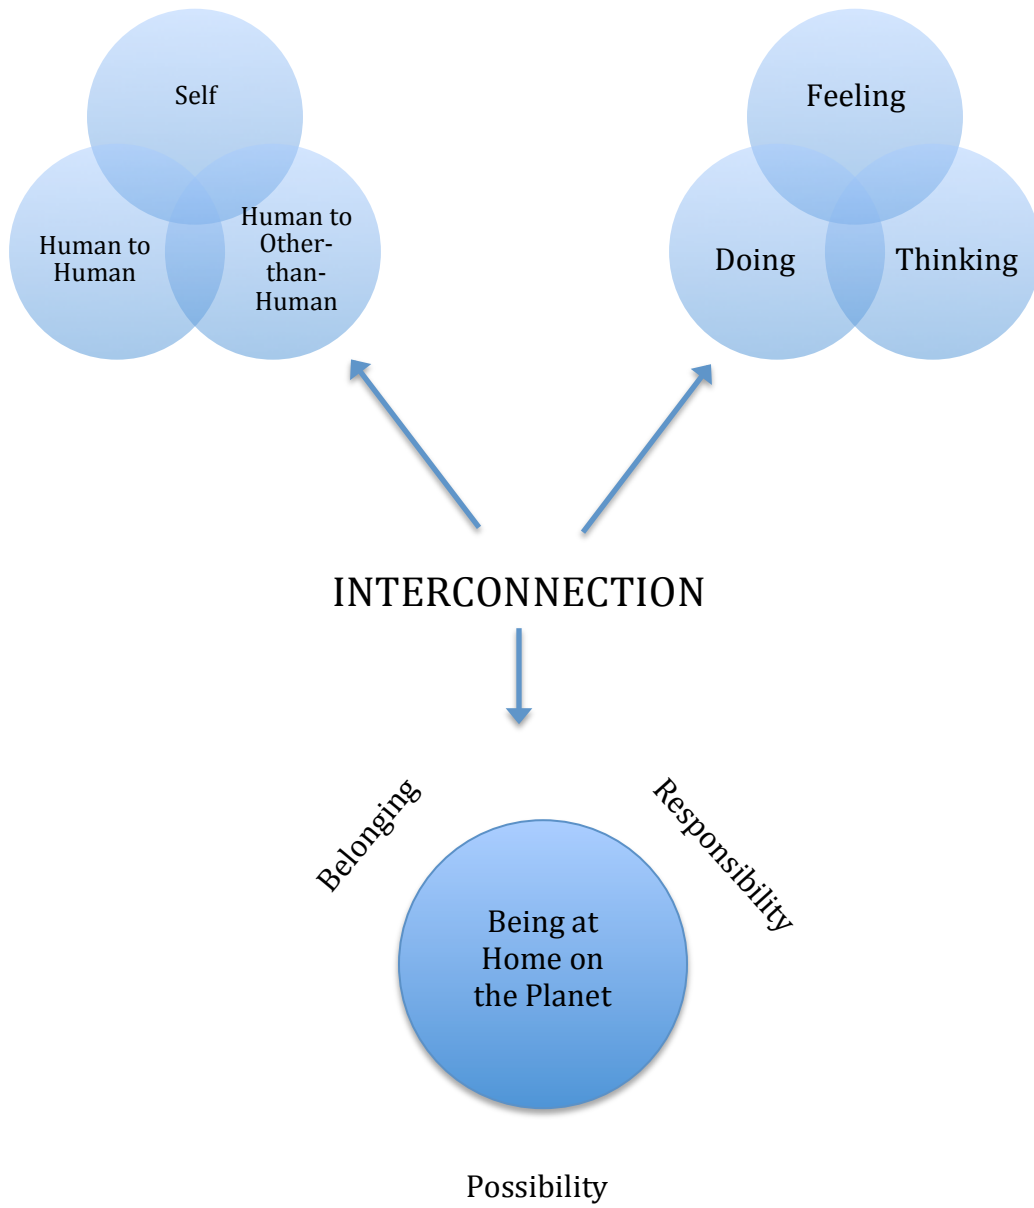 Self
Human to
Human
Human to
Other-
than-
Human
Feeling
Doing
Thinking
INTERCONNECTION
Belonging
Responsibility
Being at
Home on
the Planet
Possibility